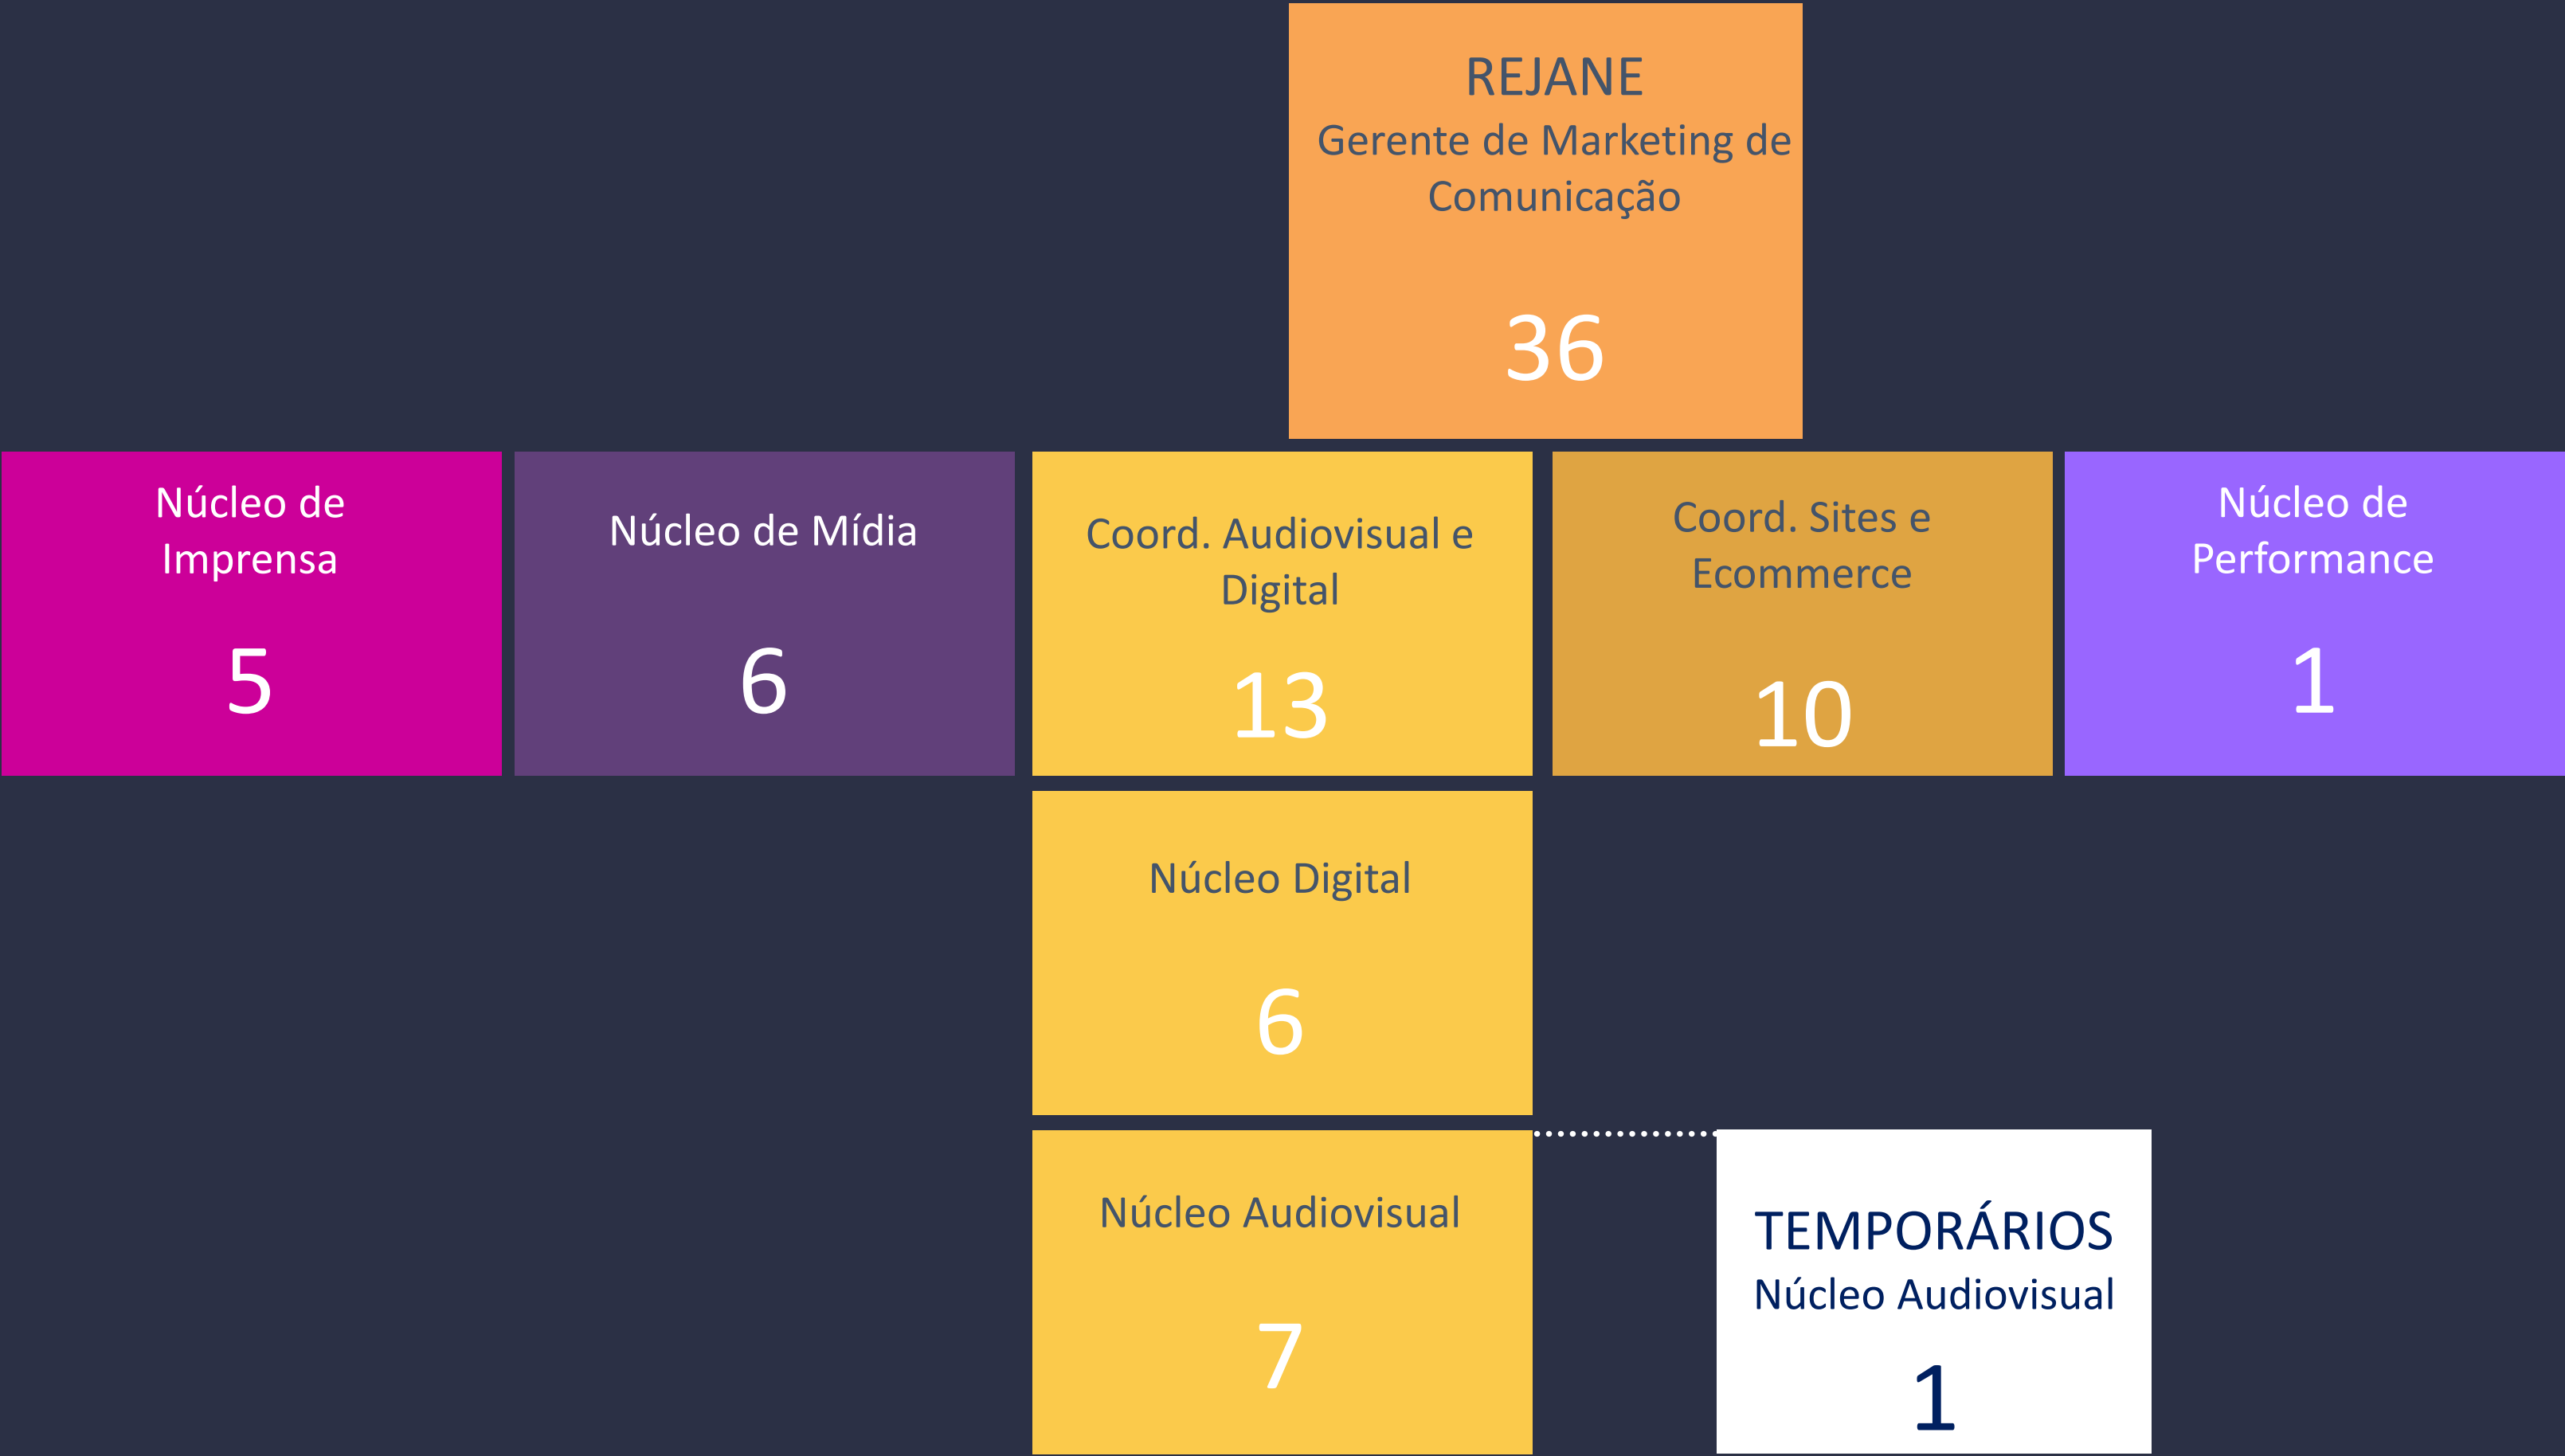 REJANE
Gerente de Marketing de
Comunicação
36
Núcleo de
Imprensa
5
Núcleo de Mídia
6
Coord. Audiovisual e
Digital
13
Coord. Sites e
Ecommerce
10
Núcleo de
Performance
1
Núcleo Digital
6
Núcleo Audiovisual
7
TEMPORÁRIOS
Núcleo Audiovisual
1